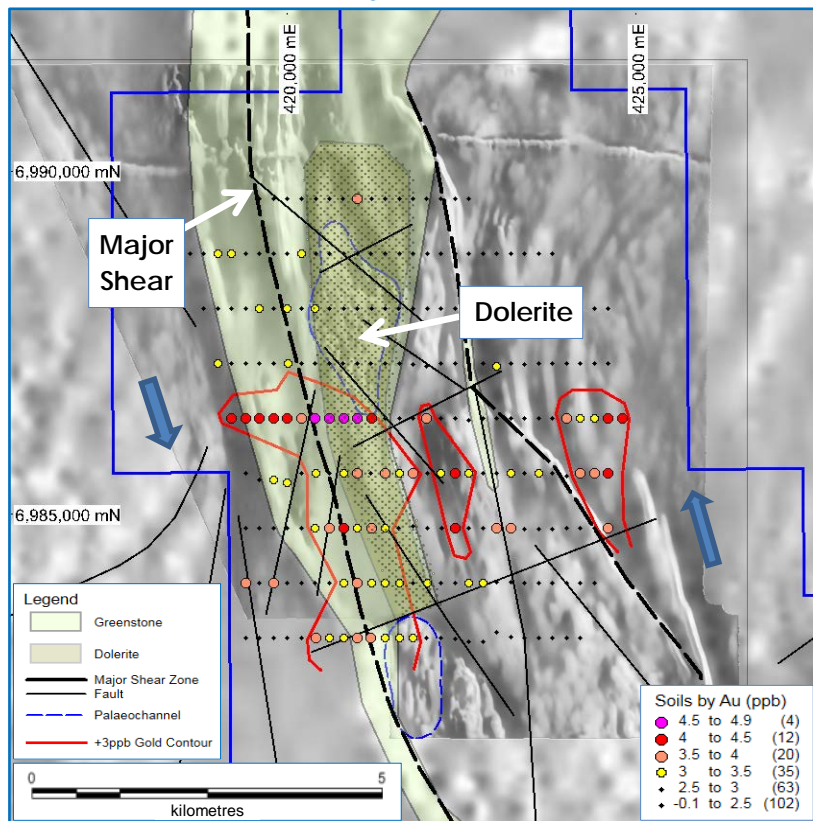 420,000 mE
425,000 mE
6,990,000 mN
Major
Shear
Dolerite
6,985,000 mN
Legend
Greenstone
Dolerite
Major Shear Zone
Fault
Palaeochannel
+3ppb Gold Contour
0 5
kilometres
Soils by Au (ppb)
4.5 to 4.9 (4)
4 to 4.5 (12)
3.5 to 4 (20)
3 to 3.5 (35)
2.5 to 3 (63)
-0.1 to 2.5 (102)